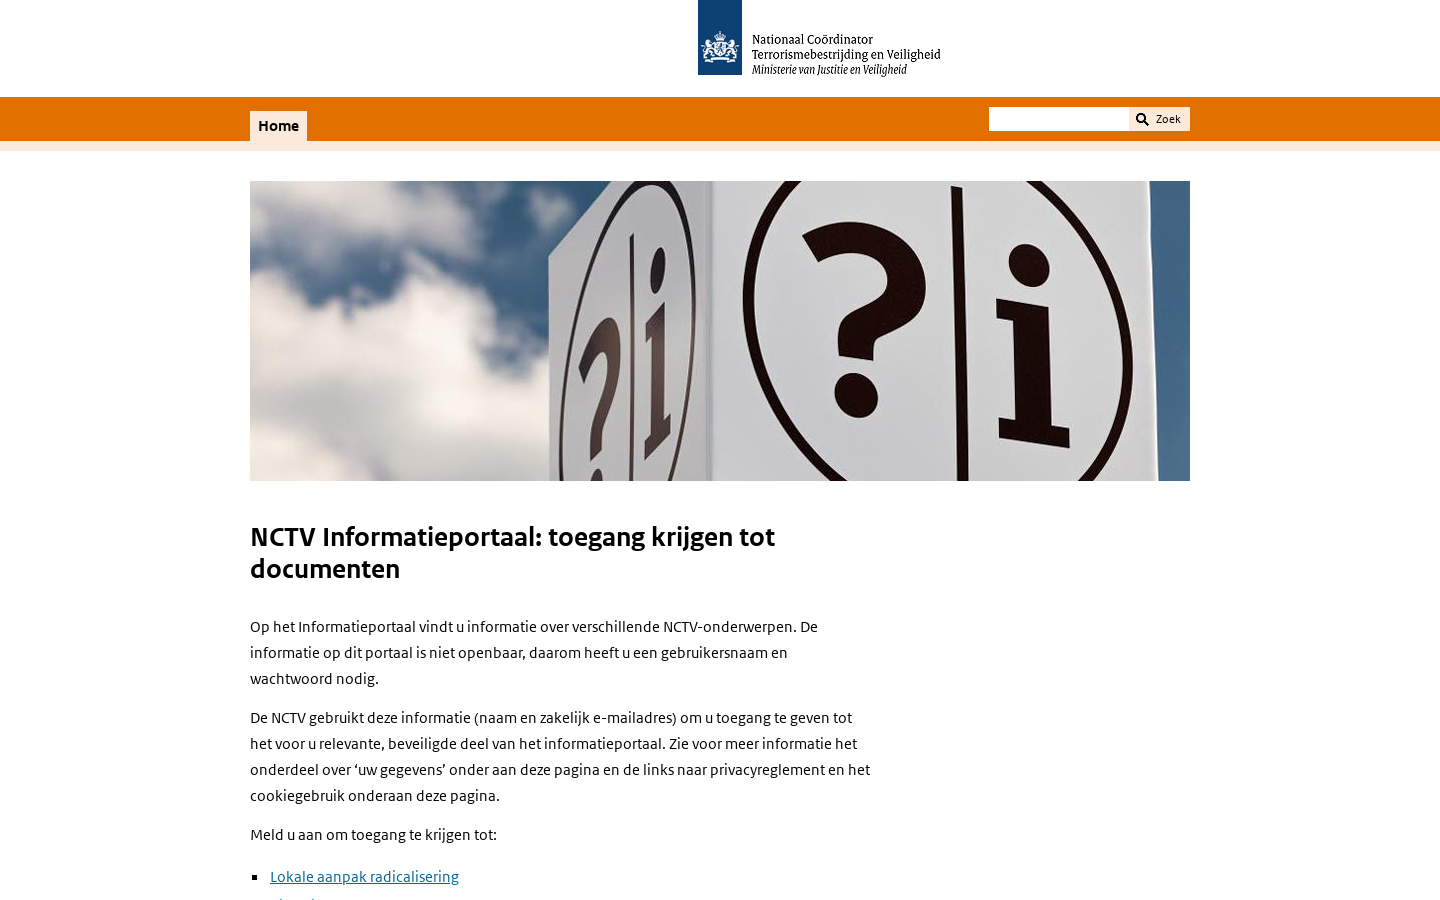 Nationaal Coördinator
Terrorismebestrijding en Veiligheid
Ministerie van Justitie en Veiligheid
Home
Zoek
? i
? i
NCTV Informatieportaal: toegang krijgen tot
documenten
Op het Informatieportaal vindt u informatie over verschillende NCTV-onderwerpen. De
informatie op dit portaal is niet openbaar, daarom heeft u een gebruikersnaam en
wachtwoord nodig.
De NCTV gebruikt deze informatie (naam en zakelijk e-mailadres) om u toegang te geven tot
het voor u relevante, beveiligde deel van het informatieportaal. Zie voor meer informatie het
onderdeel over ‘uw gegevens’ onder aan deze pagina en de links naar privacyreglement en het
cookiegebruik onderaan deze pagina.
Meld u aan om toegang te krijgen tot:
Lokale aanpak radicalisering